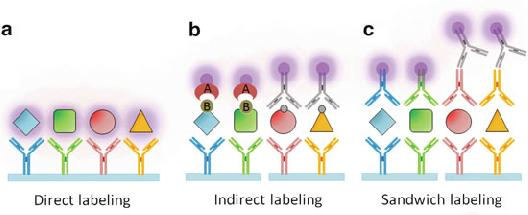 a
b
c
A
A
B
B
Direct labeling
Indirect labeling
Sandwich labeling